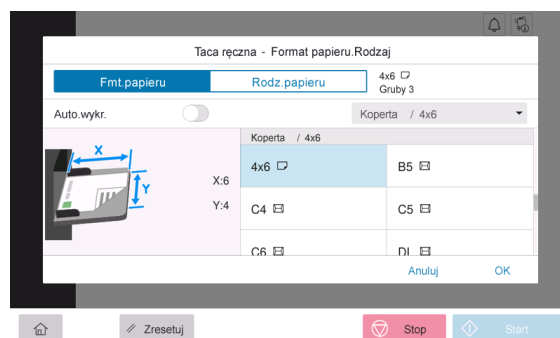 Taca ręczna - Format papieru.Rodzaj
Fmt.papieru
Rodz.papieru
4x6
Gruby 3
Auto.wykr.
Koperta / 4x6
Koperta / 4x6
X
Y
X:6
Y:4
4x6
B5
C4
C5
C6
DL
Anuluj
OK
Zresetuj
Stop
Start